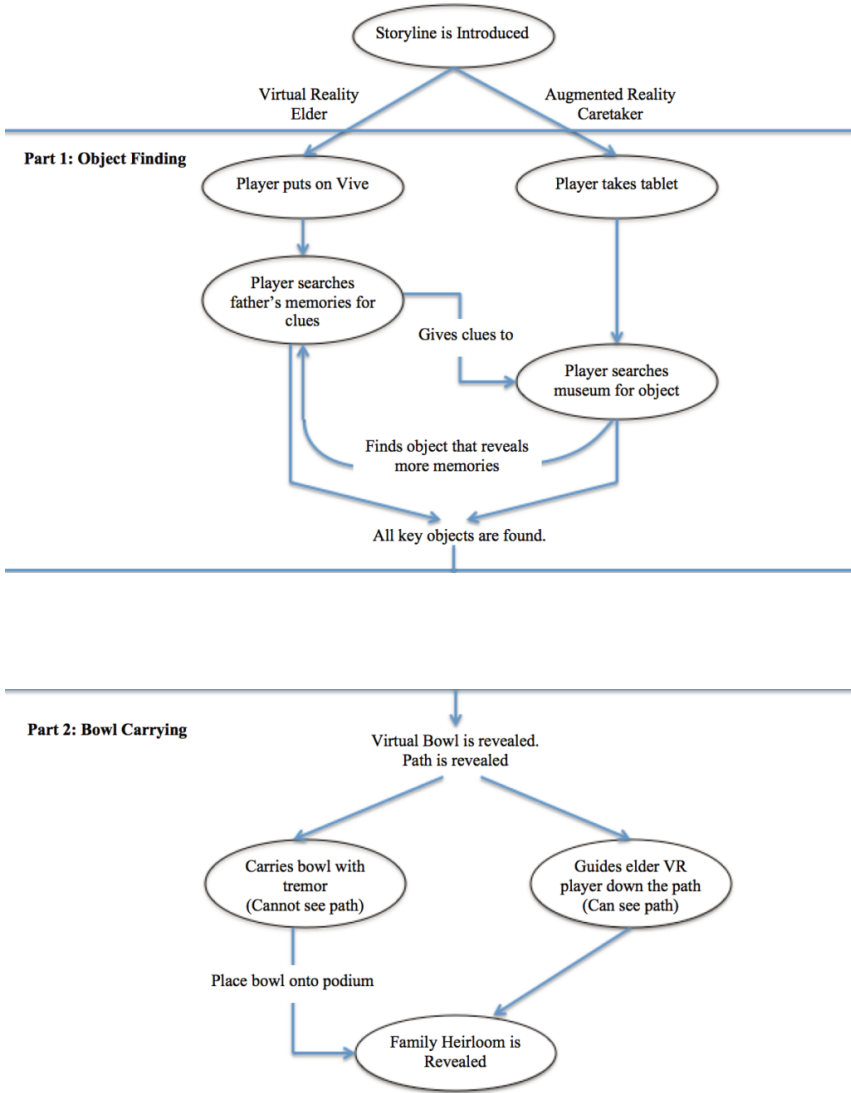 Storyline is Introduced
Virtual Reality
Elder
Augmented Reality
Caretaker
Part 1: Object Finding
Player puts on Vive
Player takes tablet
Player searches
father’s memories for
clues
Gives clues to
Player searches
museum for object
Finds object that reveals
more memories
All key objects are found.
Part 2: Bowl Carrying
Virtual Bowl is revealed.
Path is revealed
Carries bowl with
tremor
(Cannot see path)
Guides elder VR
player down the path
(Can see path)
Place bowl onto podium
Family Heirloom is
Revealed